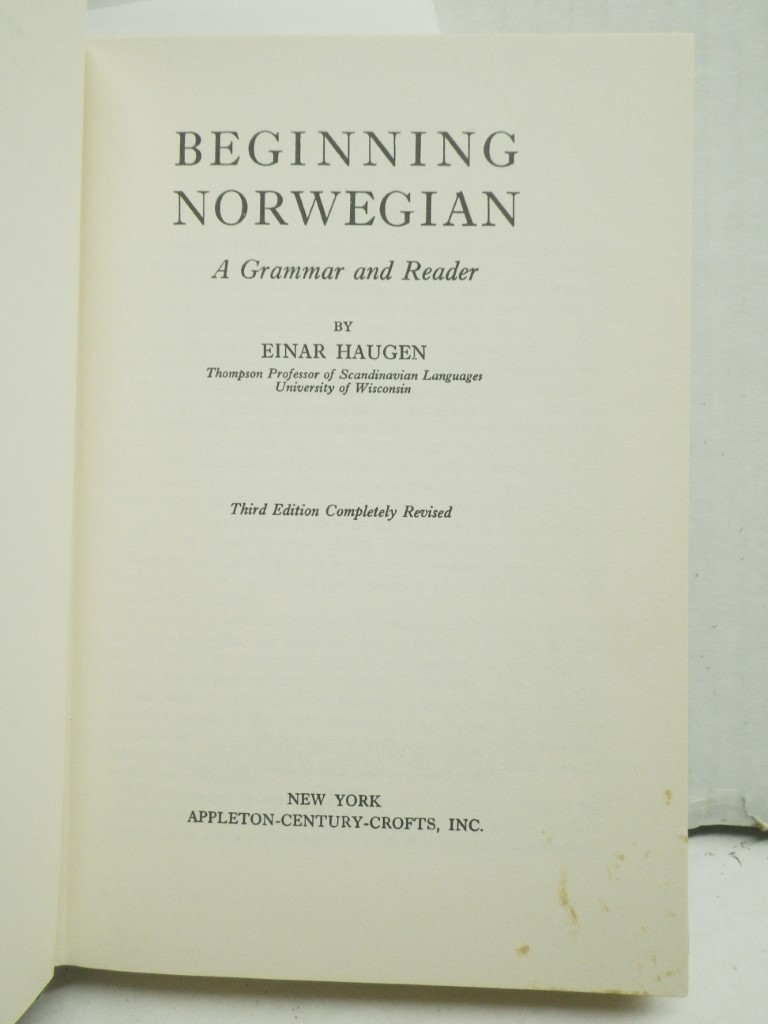 BEGINNING
NORWEGIAN
A Grammar and Reader
BY
EINAR HAUGEN
Thompson Professor of Scandinavian Languages
University of Wisconsin
Third Edition Completely Revised
NEW YORK
APPLETON-CENTURY-CROFTS, INC.